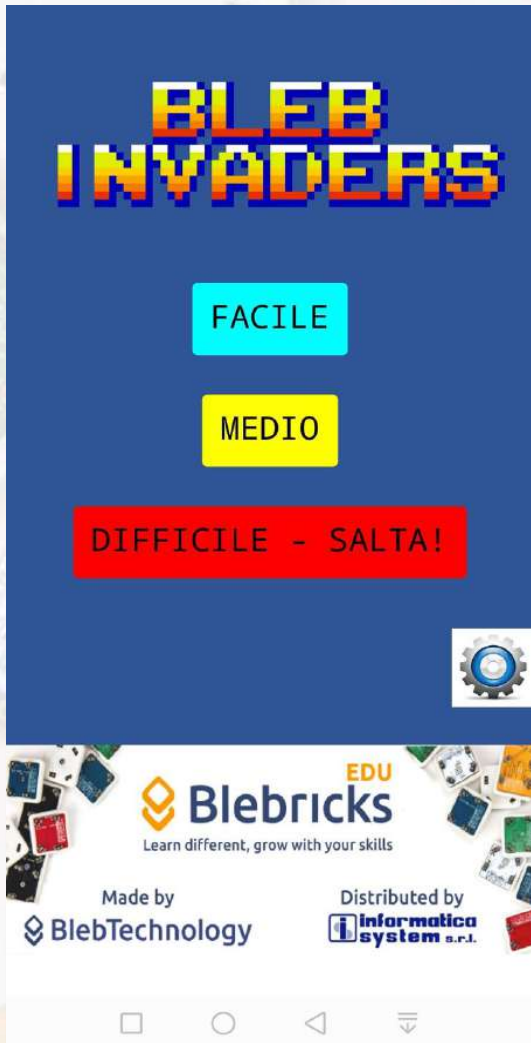 BLEB
INVADERS
FACILE
MEDIO
DIFFICILE - SALTA!
EDU
Blebricks
Learn different, grow with your skills
Made by
BlebTechnology
Distributed by
informatica
system s.r.l.